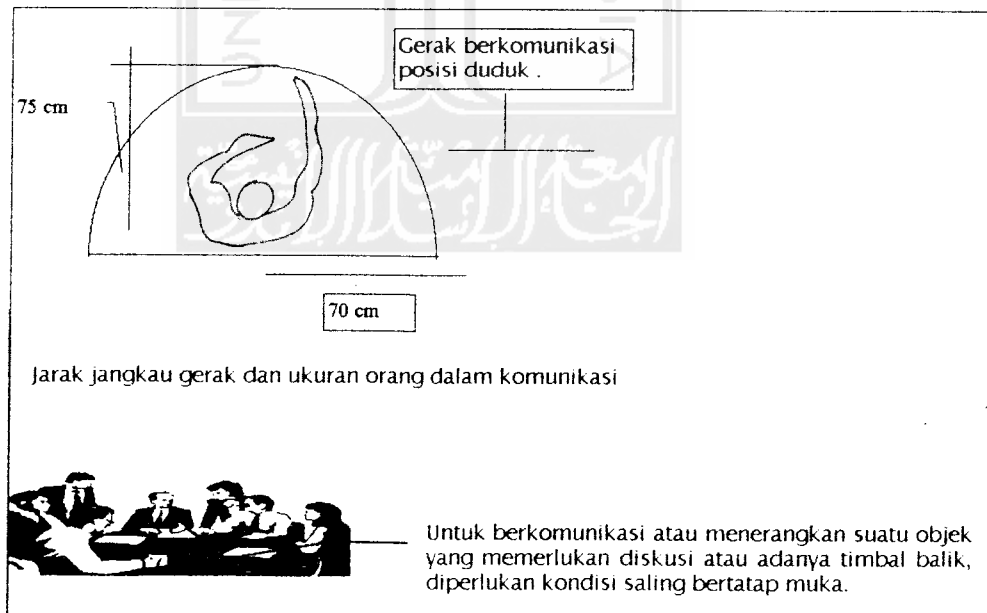 Gerak berkomunikasi
posisi duduk .
75 cm
70 cm
Jarak jangkau gerak dan ukuran orang dalam komunikasi
Untuk berkomunikasi atau menerangkan suatu objek
yang memerlukan diskusi atau adanya timbal balik,
diperlukan kondisi saling bertatap muka.